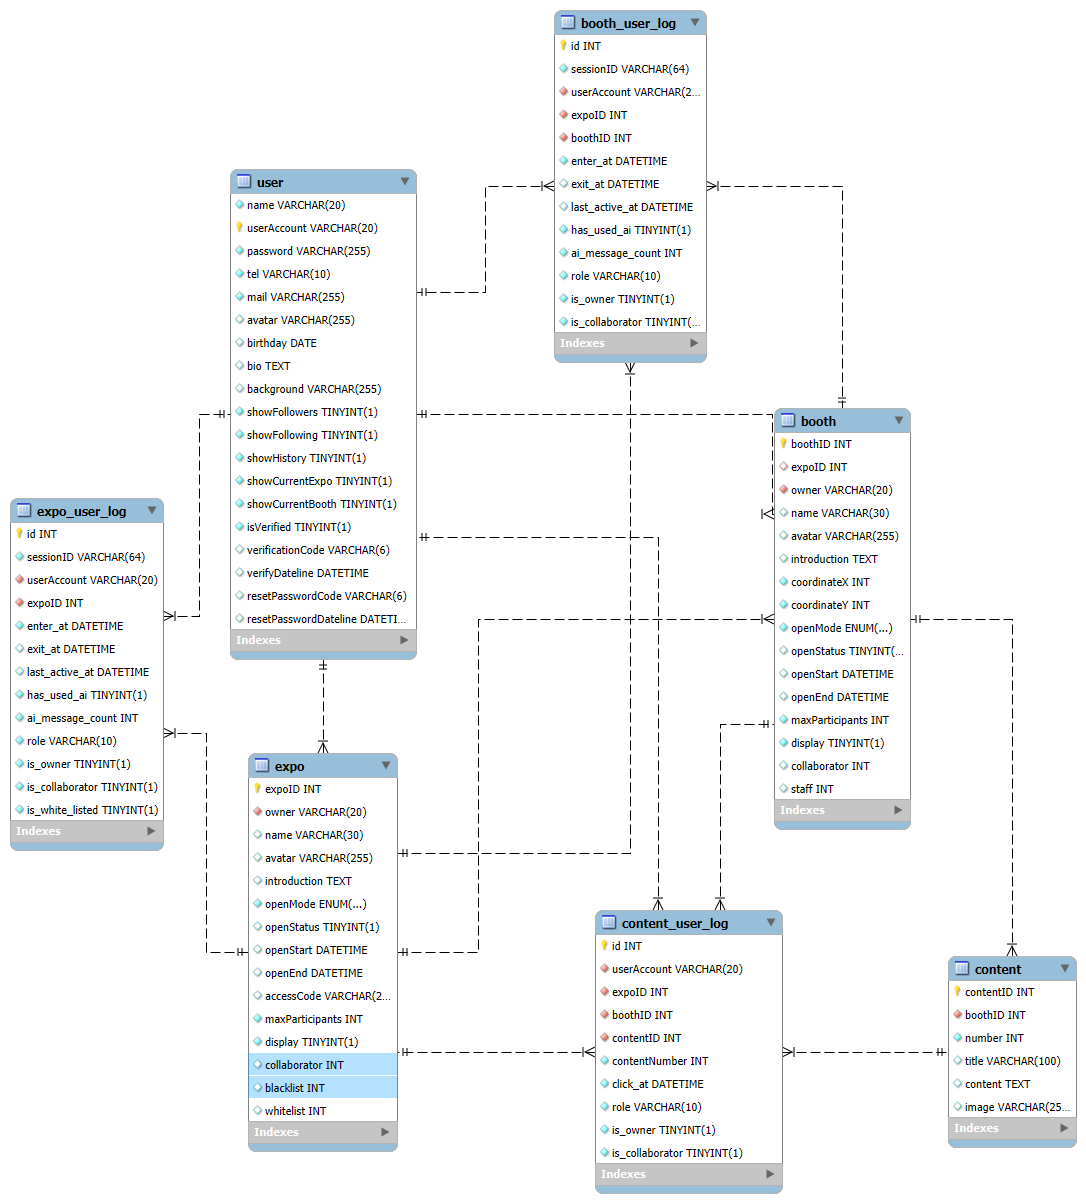 booth_user_log
id INT
sessionID VARCHAR(64)
userAccount VARCHAR(2...
expoID INT
boothID INT
enter_at DATETIME
exit_at DATETIME
last_active_at DATETIME
has_used_ai TINYINT(1)
ai_message_count INT
role VARCHAR(10)
is_owner TINYINT(1)
is_collaborator TINYINT(...
Indexes
user
name VARCHAR(20)
userAccount VARCHAR(20)
password VARCHAR(255)
tel VARCHAR(10)
mail VARCHAR(255)
avatar VARCHAR(255)
birthday DATE
bio TEXT
background VARCHAR(255)
showFollowers TINYINT(1)
showFollowing TINYINT(1)
showHistory TINYINT(1)
showCurrentExpo TINYINT(1)
showCurrentBooth TINYINT(1)
isVerified TINYINT(1)
verificationCode VARCHAR(6)
verifyDateline DATETIME
resetPasswordCode VARCHAR(6)
resetPasswordDateline DATETI...
Indexes
booth
boothID INT
expoID INT
owner VARCHAR(20)
name VARCHAR(30)
avatar VARCHAR(255)
introduction TEXT
coordinateX INT
coordinateY INT
openMode ENUM(...)
openStatus TINYINT(...
openStart DATETIME
openEnd DATETIME
maxParticipants INT
display TINYINT(1)
collaborator INT
staff INT
Indexes
expo_user_log
id INT
sessionID VARCHAR(64)
userAccount VARCHAR(20)
expoID INT
enter_at DATETIME
exit_at DATETIME
last_active_at DATETIME
has_used_ai TINYINT(1)
ai_message_count INT
role VARCHAR(10)
is_owner TINYINT(1)
is_collaborator TINYINT(1)
is_white_listed TINYINT(1)
Indexes
expo
expoID INT
owner VARCHAR(20)
name VARCHAR(30)
avatar VARCHAR(255)
introduction TEXT
openMode ENUM(...)
openStatus TINYINT(1)
openStart DATETIME
openEnd DATETIME
accessCode VARCHAR(2...
maxParticipants INT
display TINYINT(1)
collaborator INT
blacklist INT
whitelist INT
Indexes
content_user_log
id INT
userAccount VARCHAR(20)
expoID INT
boothID INT
contentID INT
contentNumber INT
click_at DATETIME
role VARCHAR(10)
is_owner TINYINT(1)
is_collaborator TINYINT(1)
Indexes
content
contentID INT
boothID INT
number INT
title VARCHAR(100)
content TEXT
image VARCHAR(25...
Indexes